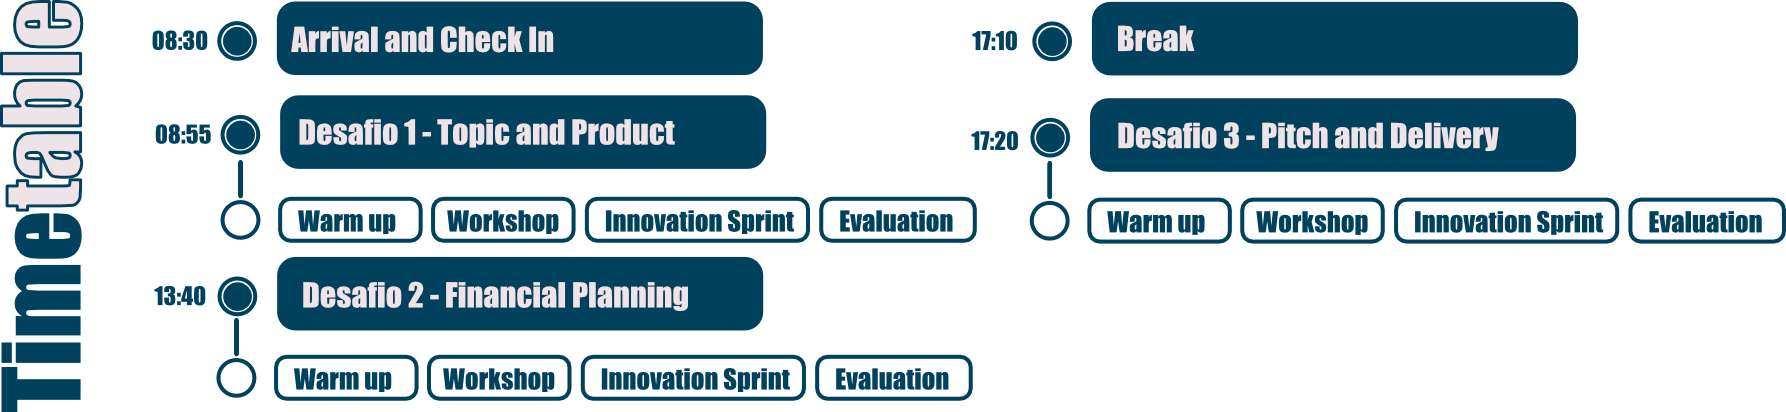 Timetable
08:30 Arrival and Check In
08:55 Desafio 1 - Topic and Product
Warm up Workshop Innovation Sprint Evaluation
13:40 Desafio 2 - Financial Planning
Warm up Workshop Innovation Sprint Evaluation
17:10 Break
17:20 Desafio 3 - Pitch and Delivery
Warm up Workshop Innovation Sprint Evaluation